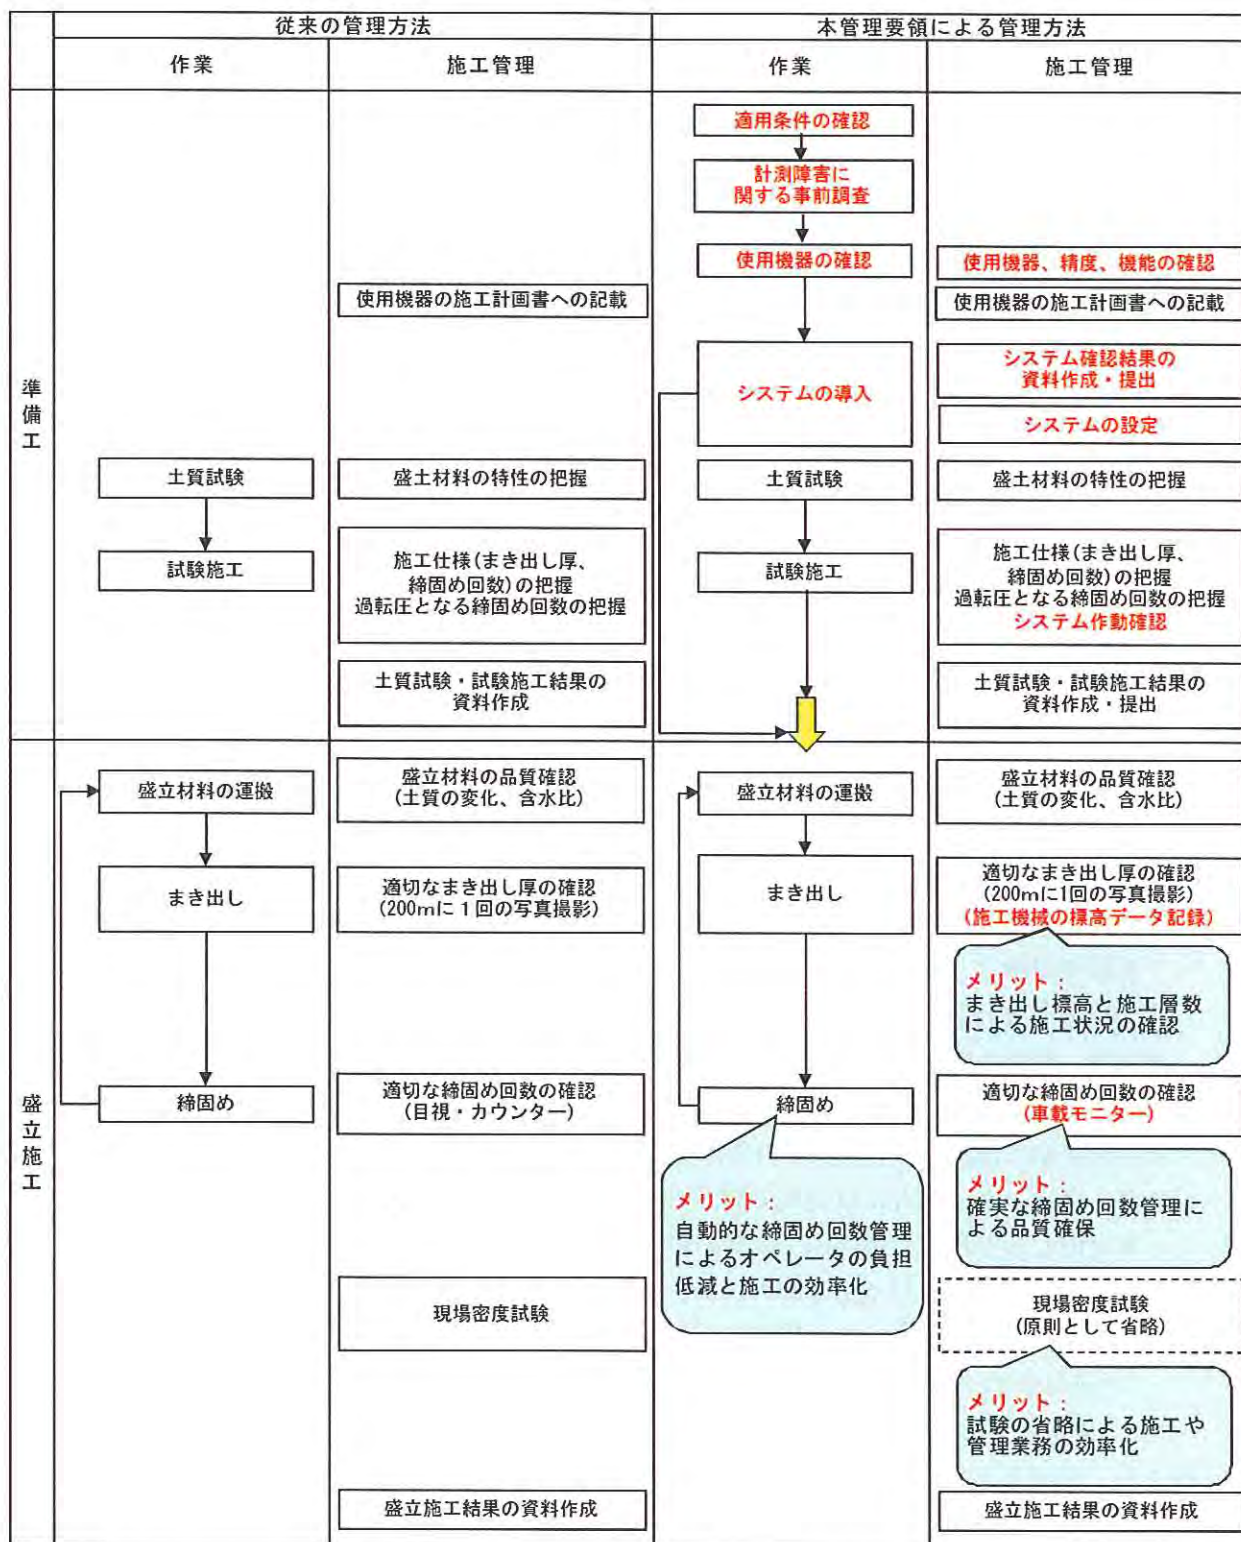 従来の管理方法
本管理要領による管理方法
作業
施工管理
作業
施工管理
準備工
使用機器の施工計画書への記載
土質試験
盛土材料の特性の把握
試験施工
施工仕様(まき出し厚、
締固め回数)の把握
過転圧となる締固め回数の把握
土質試験・試験施工結果の
資料作成
適用条件の確認
計測障害に
関する事前調査
使用機器の確認
使用機器、精度、機能の確認
使用機器の施工計画書への記載
システムの導入
システム確認結果の
資料作成・提出
システムの設定
土質試験
盛土材料の特性の把握
試験施工
施工仕様(まき出し厚、
締固め回数)の把握
過転圧となる締固め回数の把握
システム作動確認
土質試験・試験施工結果の
資料作成・提出
盛立施工
盛立材料の運搬
盛立材料の品質確認
(土質の変化、含水比)
まき出し
適切なまき出し厚の確認
(200mに1回の写真撮影)
締固め
適切な締固め回数の確認
(目視・カウンター)
現場密度試験
盛立施工結果の資料作成
盛立材料の運搬
盛立材料の品質確認
(土質の変化、含水比)
まき出し
適切なまき出し厚の確認
(200mに1回の写真撮影)
(施工機械の標高データ記録)
メリット：
まき出し標高と施工層数
による施工状況の確認
締固め
適切な締固め回数の確認
(車載モニター)
メリット：
自動的な締固め回数管理
によるオペレータの負担
低減と施工の効率化
メリット：
確実な締固め回数管理に
よる品質確保
現場密度試験
(原則として省略)
メリット：
試験の省略による施工や
管理業務の効率化
盛立施工結果の資料作成